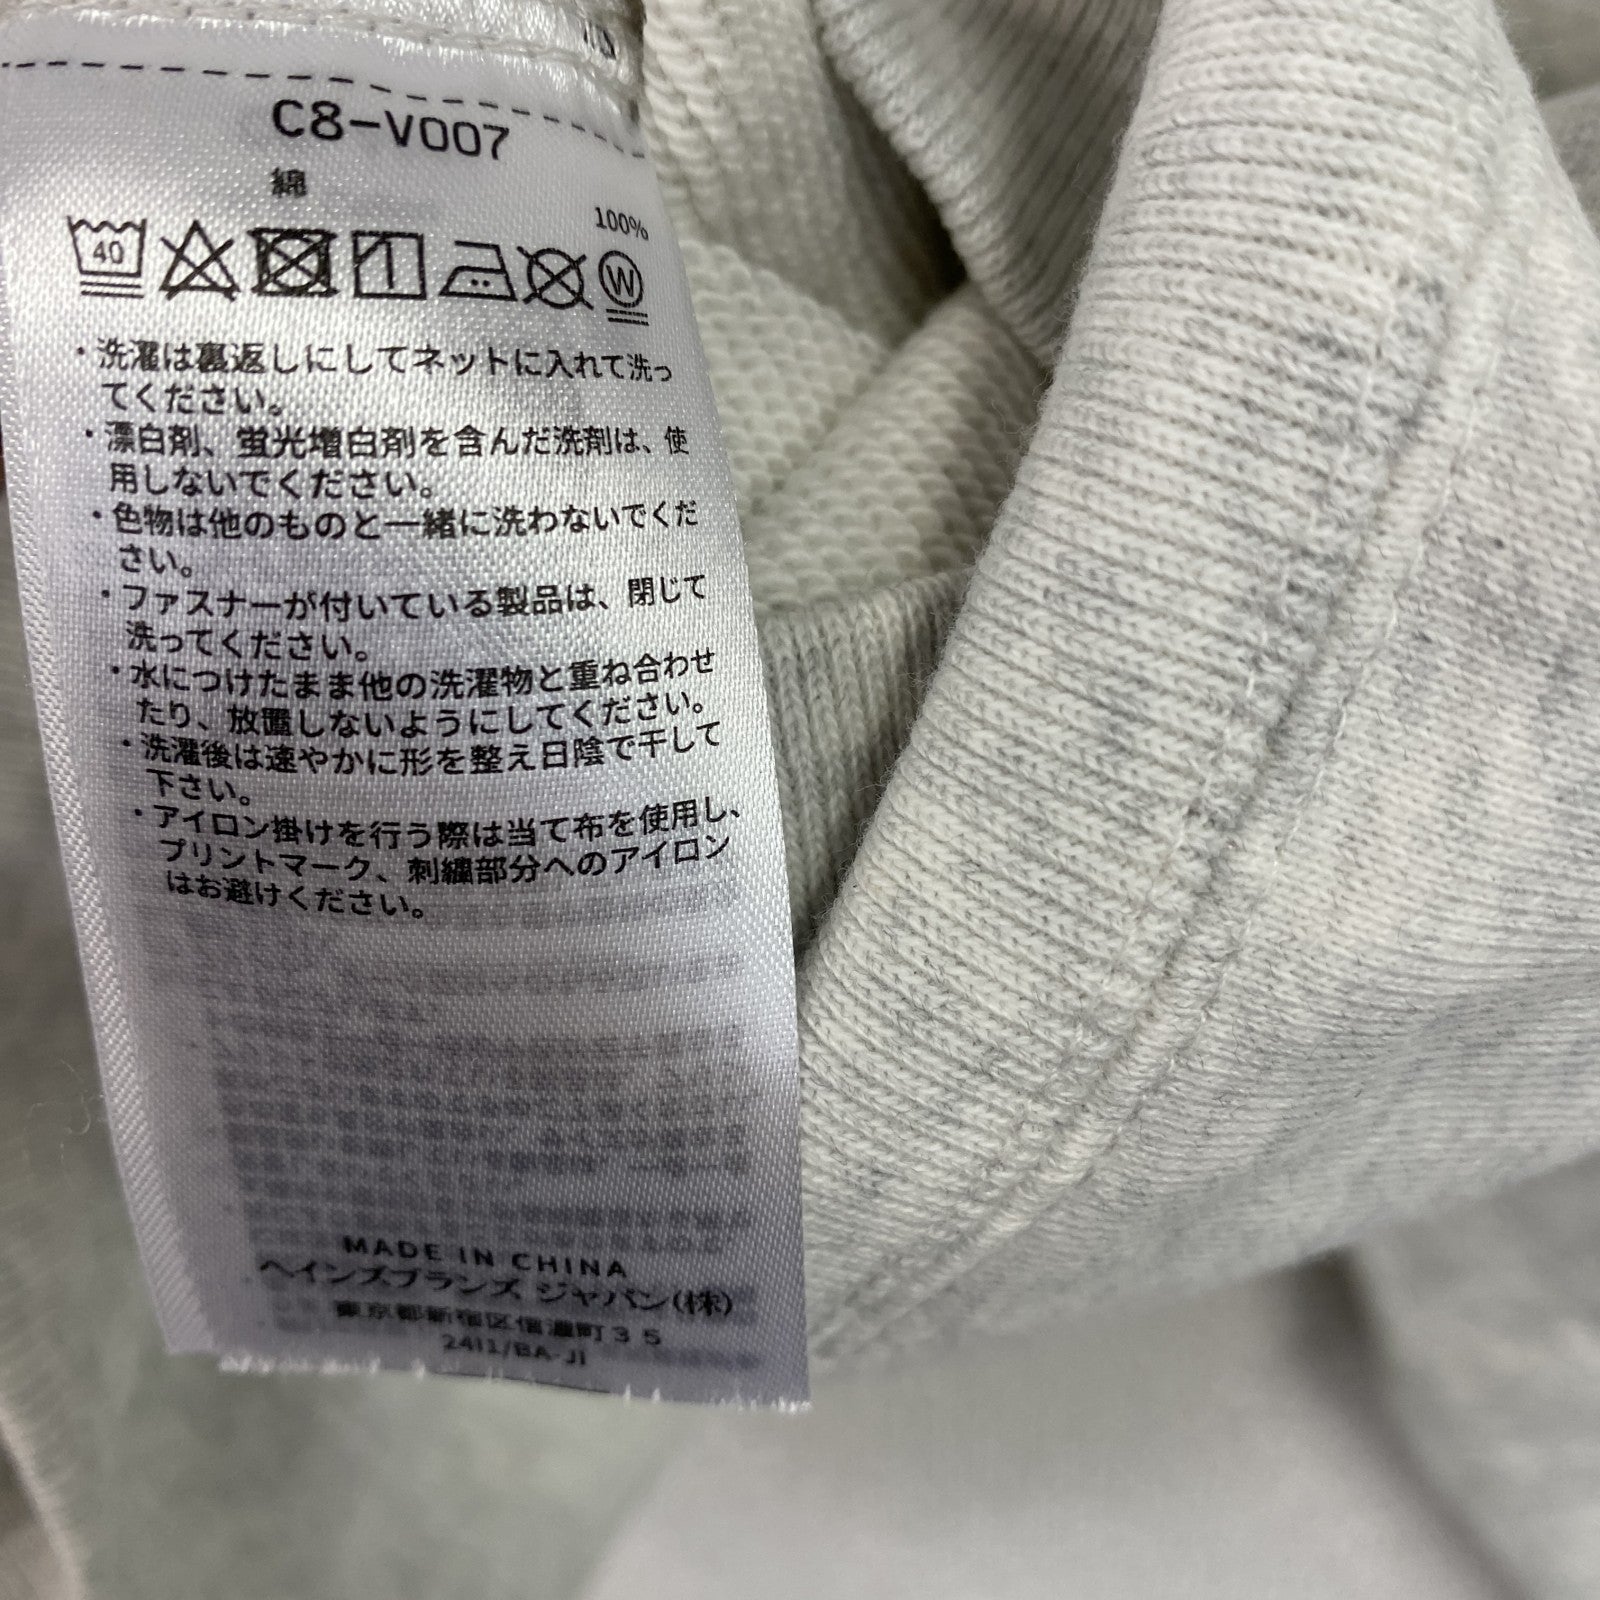 C8-V007
綿
100%
40
W
・洗濯は裏返しにしてネットに入れて洗っ
てください。
・漂白剤、蛍光増白剤を含んだ洗剤は、使
用しないでください。
・色物は他のものと一緒に洗わないでくだ
さい。
・ファスナーが付いている製品は、閉じて
洗ってください。
・水につけたまま他の洗濯物と重ね合わせ
たり、放置しないようにしてください。
・洗濯後は速やかに形を整え日陰で干して
下さい。
・アイロン掛けを行う際は当て布を使用し、
プリントマーク、刺繍部分へのアイロン
はお避けください。
MADE IN CHINA
ヘインズブランズ ジャパン(株)
東京都新宿区信濃町35
2411/BA-JI